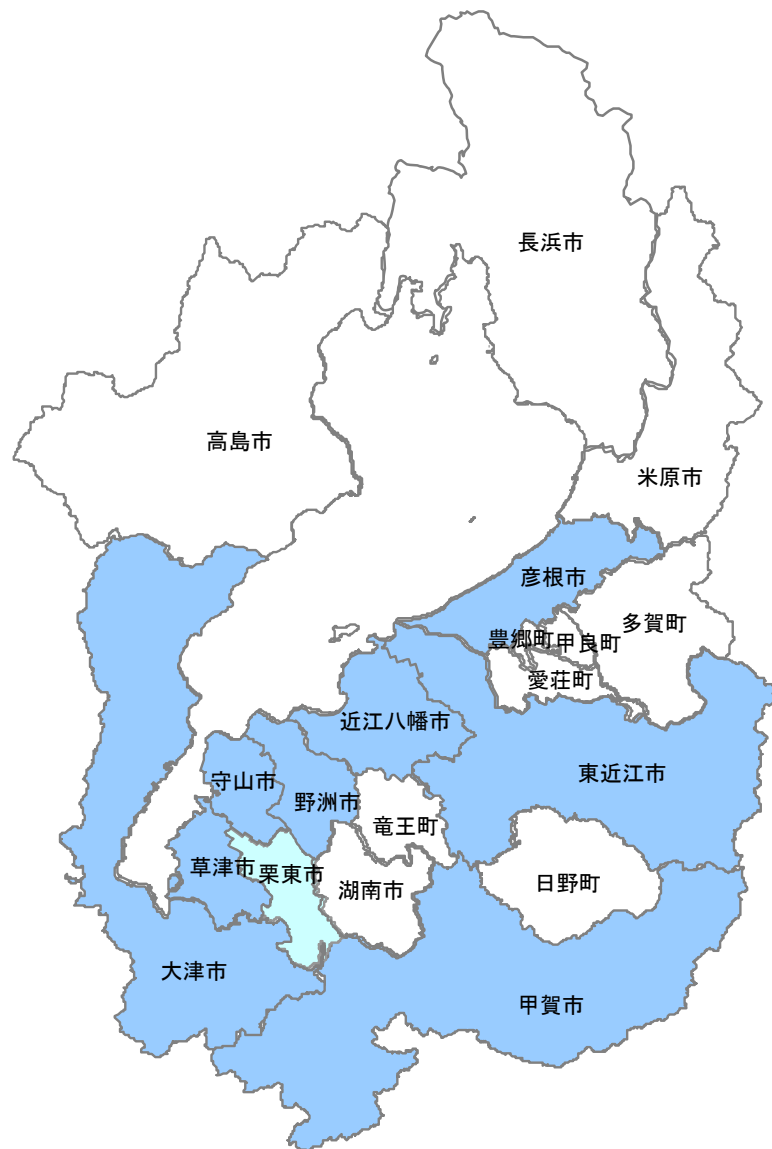 長浜市
高島市
米原市
彦根市
多賀町
豊郷町
甲良町
愛荘町
近江八幡市
東近江市
守山市
野洲市
竜王町
草津市
栗東市
湖南市
日野町
大津市
甲賀市